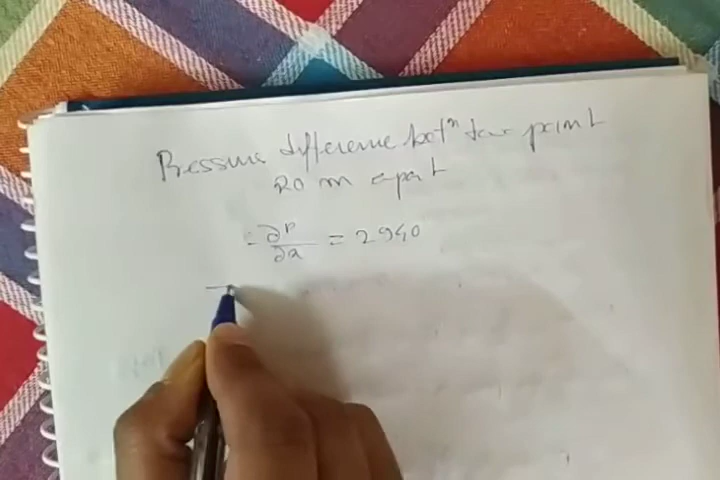 Pressure difference betn two point
20 m apart
- ∂P/∂x = 2940